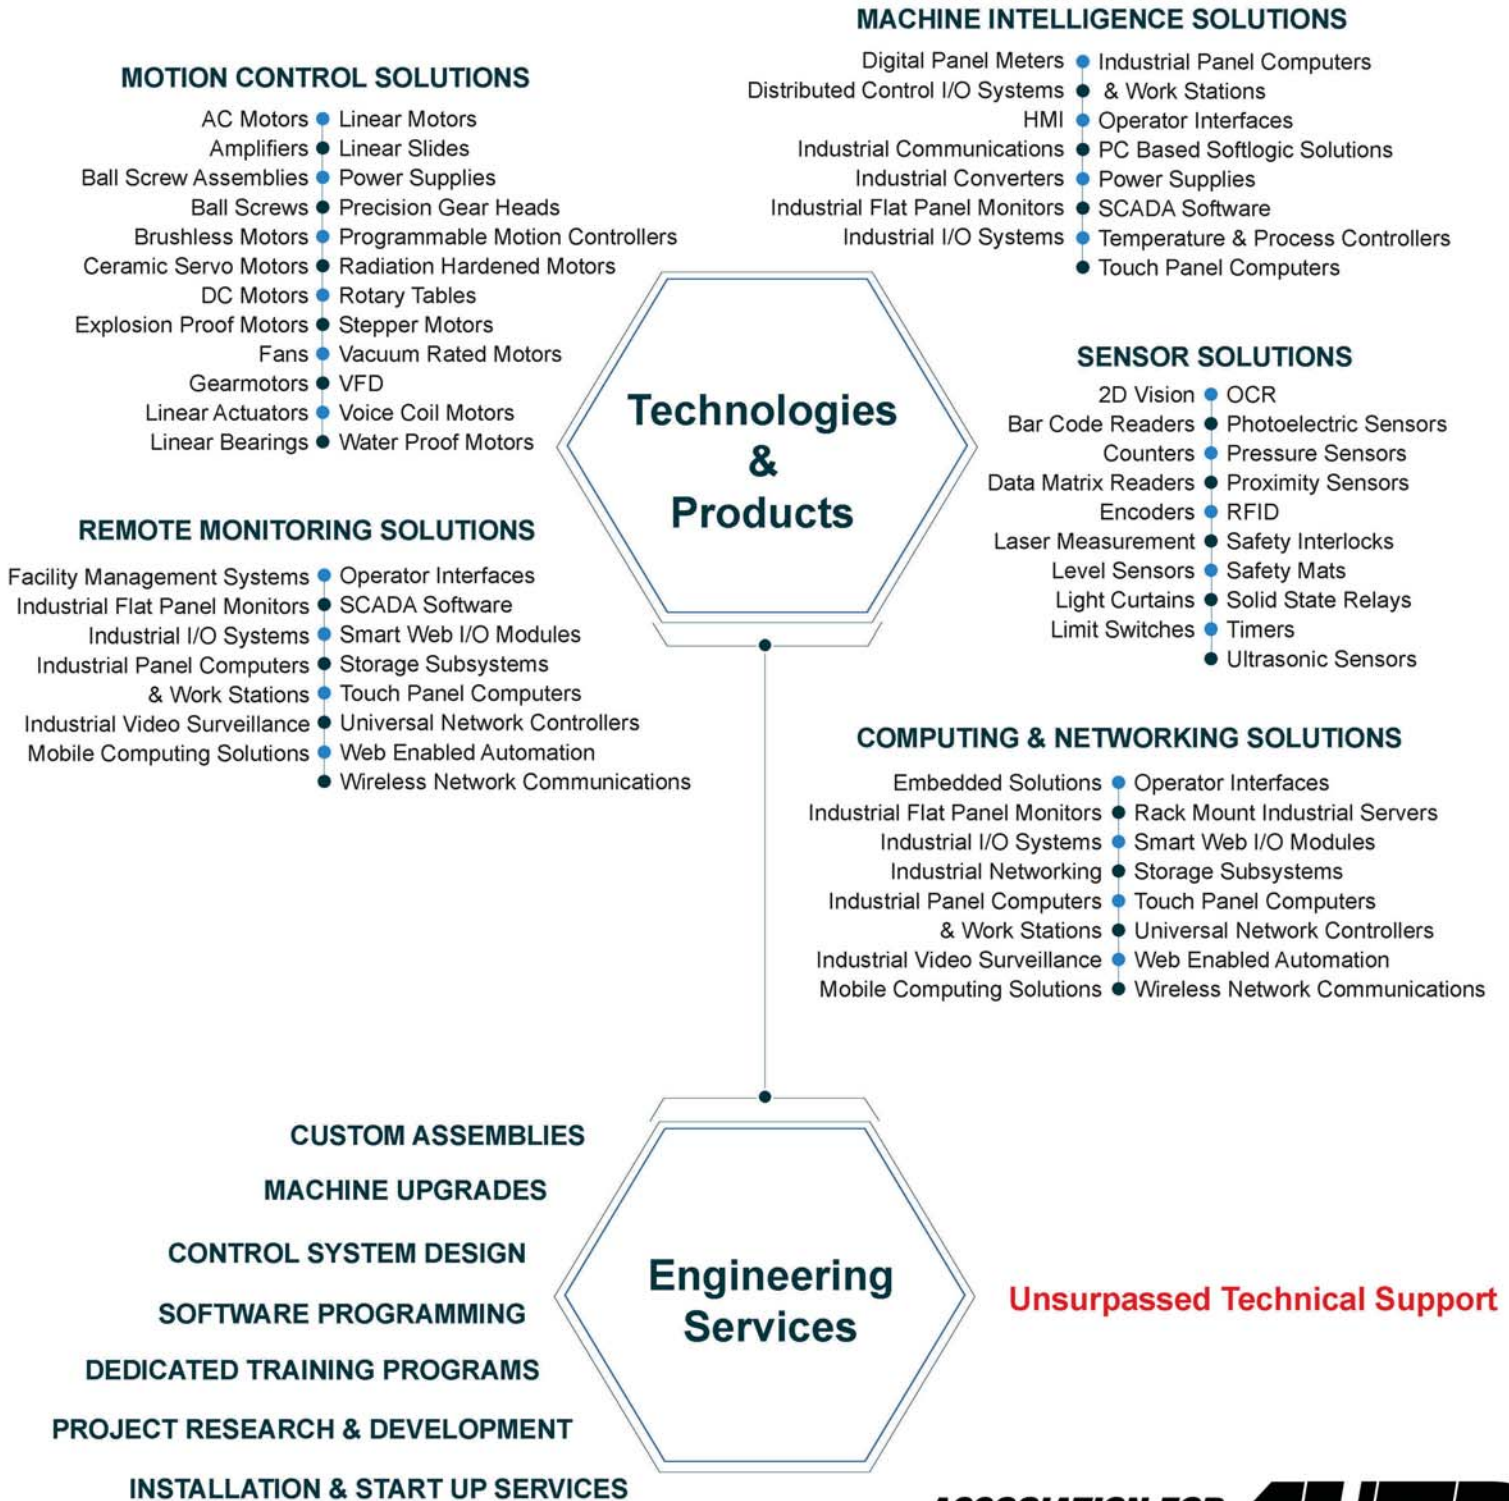 MACHINE INTELLIGENCE SOLUTIONS
Digital Panel Meters
Distributed Control I/O Systems
HMI
Industrial Communications
Industrial Converters
Industrial Flat Panel Monitors
Industrial I/O Systems
Industrial Panel Computers
& Work Stations
Operator Interfaces
PC Based Softlogic Solutions
Power Supplies
SCADA Software
Temperature & Process Controllers
Touch Panel Computers
MOTION CONTROL SOLUTIONS
AC Motors
Amplifiers
Ball Screw Assemblies
Ball Screws
Brushless Motors
Ceramic Servo Motors
DC Motors
Explosion Proof Motors
Fans
Gearmotors
Linear Actuators
Linear Bearings
Linear Motors
Linear Slides
Power Supplies
Precision Gear Heads
Programmable Motion Controllers
Radiation Hardened Motors
Rotary Tables
Stepper Motors
Vacuum Rated Motors
VFD
Voice Coil Motors
Water Proof Motors
Technologies
&
Products
SENSOR SOLUTIONS
2D Vision
Bar Code Readers
Counters
Data Matrix Readers
Encoders
Laser Measurement
Level Sensors
Light Curtains
Limit Switches
OCR
Photoelectric Sensors
Pressure Sensors
Proximity Sensors
RFID
Safety Interlocks
Safety Mats
Solid State Relays
Timers
Ultrasonic Sensors
REMOTE MONITORING SOLUTIONS
Facility Management Systems
Industrial Flat Panel Monitors
Industrial I/O Systems
Industrial Panel Computers
& Work Stations
Industrial Video Surveillance
Mobile Computing Solutions
Operator Interfaces
SCADA Software
Smart Web I/O Modules
Storage Subsystems
Touch Panel Computers
Universal Network Controllers
Web Enabled Automation
Wireless Network Communications
COMPUTING & NETWORKING SOLUTIONS
Embedded Solutions
Industrial Flat Panel Monitors
Industrial I/O Systems
Industrial Networking
Industrial Panel Computers
& Work Stations
Industrial Video Surveillance
Mobile Computing Solutions
Operator Interfaces
Rack Mount Industrial Servers
Smart Web I/O Modules
Storage Subsystems
Touch Panel Computers
Universal Network Controllers
Web Enabled Automation
Wireless Network Communications
CUSTOM ASSEMBLIES
MACHINE UPGRADES
CONTROL SYSTEM DESIGN
SOFTWARE PROGRAMMING
DEDICATED TRAINING PROGRAMS
PROJECT RESEARCH & DEVELOPMENT
INSTALLATION & START UP SERVICES
Engineering
Services
Unsurpassed Technical Support
ASSOCIATION FOR